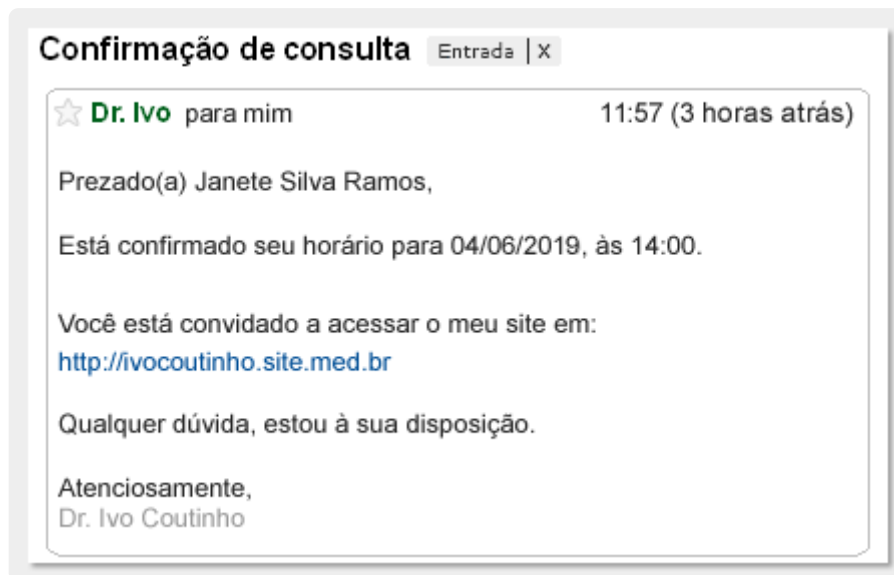 Confirmação de consulta Entrada | X
Dr. Ivo para mim 11:57 (3 horas atrás)
Prezado(a) Janete Silva Ramos,
Está confirmado seu horário para 04/06/2019, às 14:00.
Você está convidado a acessar o meu site em:
http://ivocoutinho.site.med.br
Qualquer dúvida, estou à sua disposição.
Atenciosamente,
Dr. Ivo Coutinho